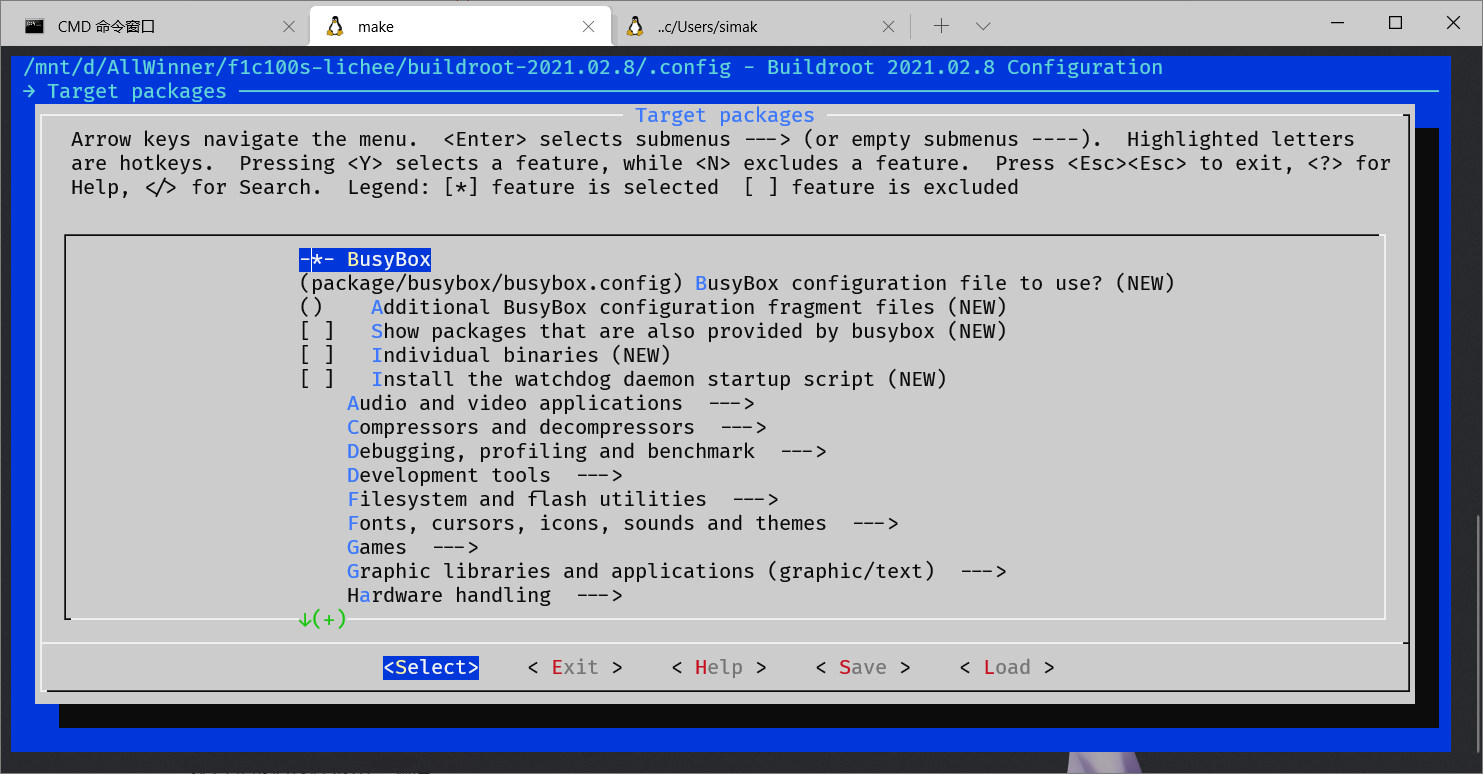 CMD 命令窗口
make
..c/Users/simak
/mnt/d/AllWinner/f1c100s-lichee/buildroot-2021.02.8/.config - Buildroot 2021.02.8 Configuration
→ Target packages
Target packages
Arrow keys navigate the menu.  <Enter> selects submenus ---> (or empty submenus ----).  Highlighted letters
are hotkeys.  Pressing <Y> selects a feature, while <N> excludes a feature.  Press <Esc><Esc> to exit, <?> for
Help, </> for Search.  Legend: [*] feature is selected  [ ] feature is excluded
-*- BusyBox
(package/busybox/busybox.config) BusyBox configuration file to use? (NEW)
()    Additional BusyBox configuration fragment files (NEW)
[ ]   Show packages that are also provided by busybox (NEW)
[ ]   Individual binaries (NEW)
[ ]   Install the watchdog daemon startup script (NEW)
Audio and video applications  --->
Compressors and decompressors  --->
Debugging, profiling and benchmark  --->
Development tools  --->
Filesystem and flash utilities  --->
Fonts, cursors, icons, sounds and themes  --->
Games  --->
Graphic libraries and applications (graphic/text)  --->
Hardware handling  --->
↓(+)
<Select>    < Exit >    < Help >    < Save >    < Load >